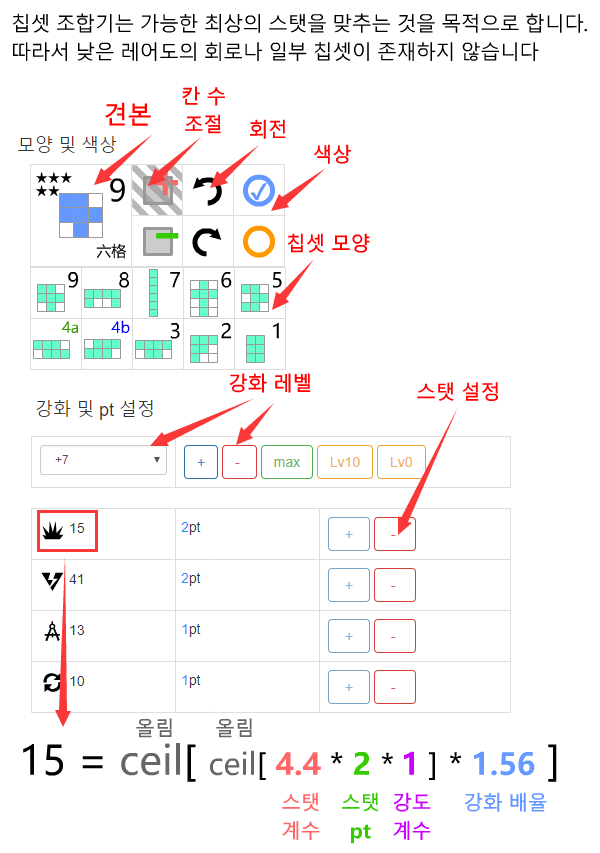 칩셋 조합기는 가능한 최상의 스탯을 맞추는 것을 목적으로 합니다.
따라서 낮은 레어도의 회로나 일부 칩셋이 존재하지 않습니다
견본
칸 수
조절
회전
색상
모양 및 색상
★★★
★★
9
六格
칩셋 모양
9
8
7
6
5
4a
4b
3
2
1
강화 레벨
스탯 설정
강화 및 pt 설정
+7
+
-
max
Lv10
Lv0
15
2pt
+
-
41
2pt
+
-
13
1pt
+
-
10
1pt
+
-
올림
올림
15 = ceil[ ceil[ 4.4 * 2 * 1 ] * 1.56 ]
스탯
계수
스탯
pt
강도
계수
강화 배율